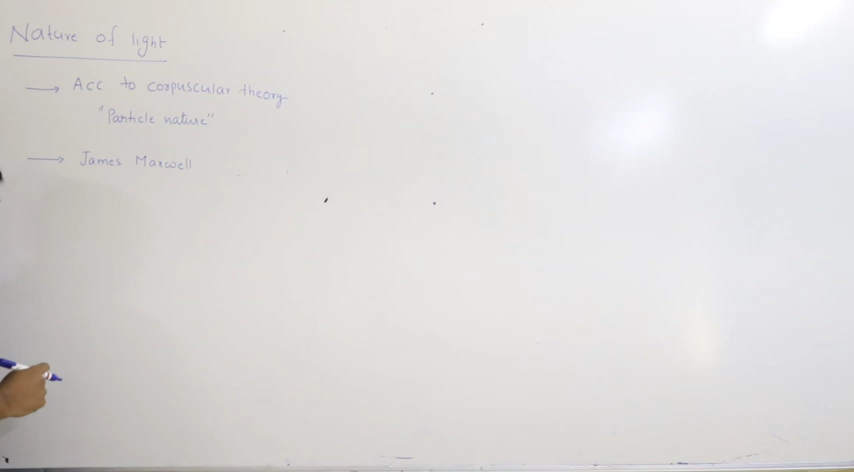 Nature of light
→ Acc to corpuscular theory
"Particle nature"
→ James Maxwell